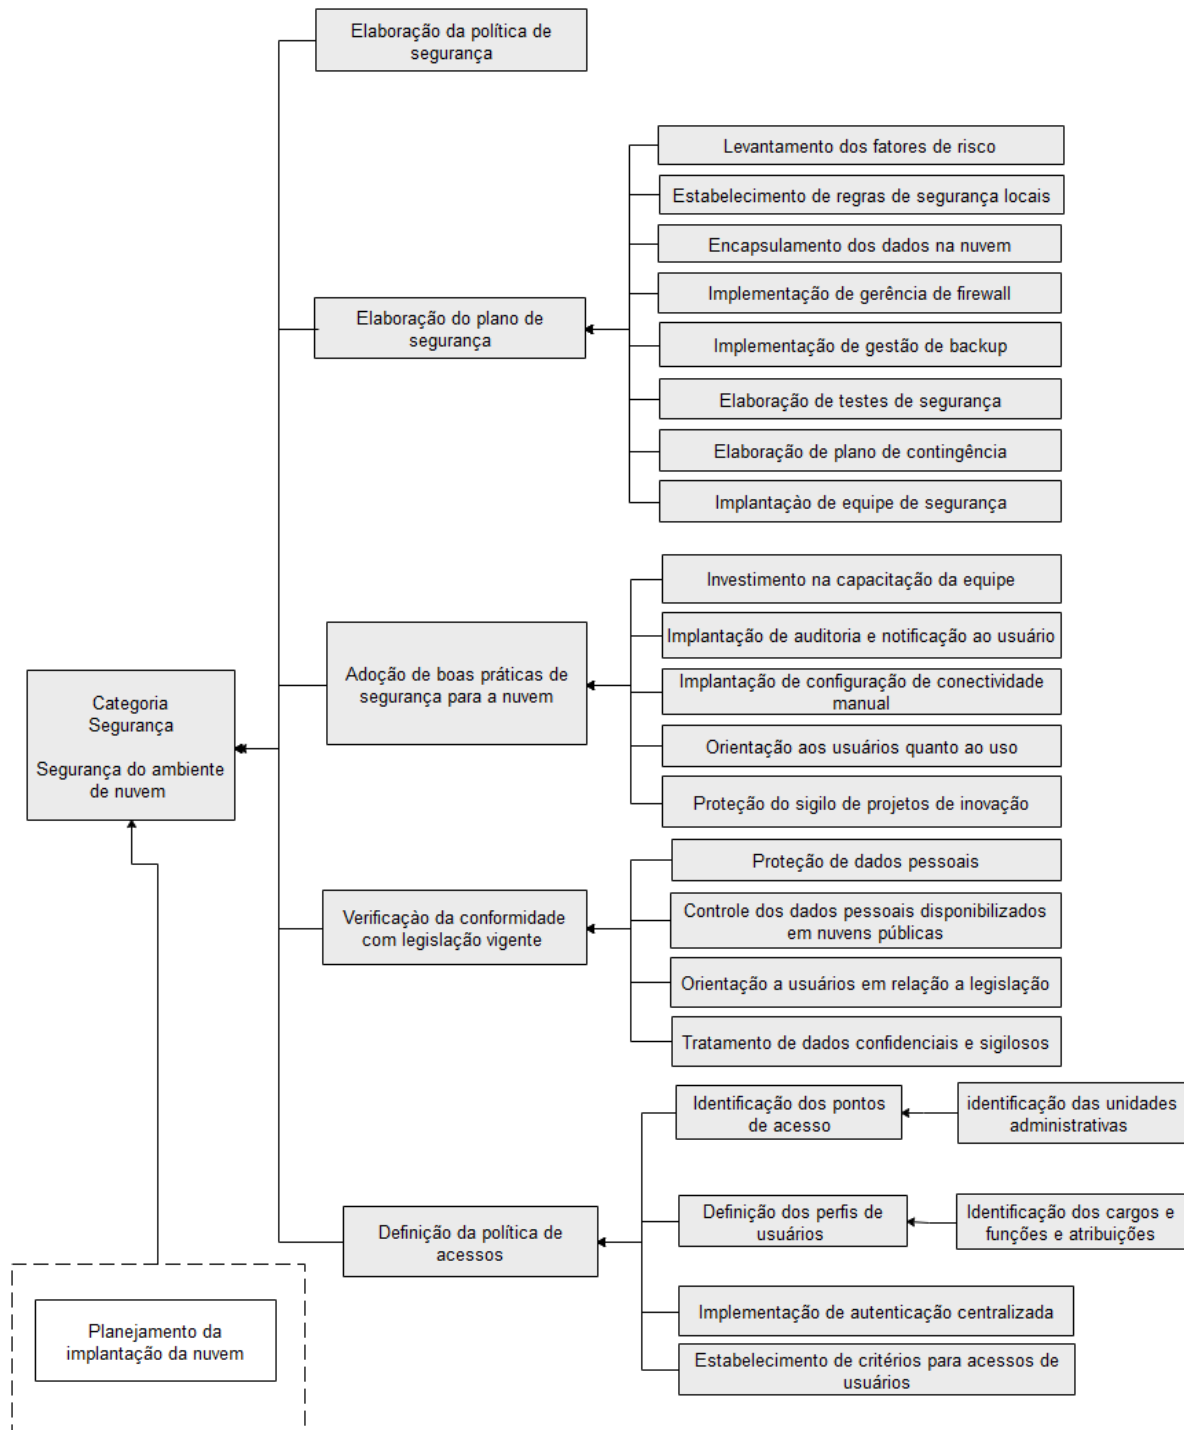 Elaboração da política de
segurança
Levantamento dos fatores de risco
Estabelecimento de regras de segurança locais
Encapsulamento dos dados na nuvem
Implementação de gerência de firewall
Elaboração do plano de
segurança
Implementação de gestão de backup
Elaboração de testes de segurança
Elaboração de plano de contingência
Implantaçào de equipe de segurança
Investimento na capacitação da equipe
Implantação de auditoria e notificação ao usuário
Adoção de boas práticas de
segurança para a nuvem
Implantação de configuração de conectividade
manual
Orientação aos usuários quanto ao uso
Proteção do sigilo de projetos de inovação
Categoria
Segurança
Segurança do ambiente
de nuvem
Proteção de dados pessoais
Verificaçào da conformidade
com legislação vigente
Controle dos dados pessoais disponibilizados
em nuvens públicas
Orientação a usuários em relação a legislação
Tratamento de dados confidenciais e sigilosos
Identificação dos pontos
de acesso
identificação das unidades
administrativas
Definição da política de
acessos
Definição dos perfis de
usuários
Identificação dos cargos e
funções e atribuições
Implementação de autenticação centralizada
Estabelecimento de critérios para acessos de
usuários
Planejamento da
implantação da nuvem